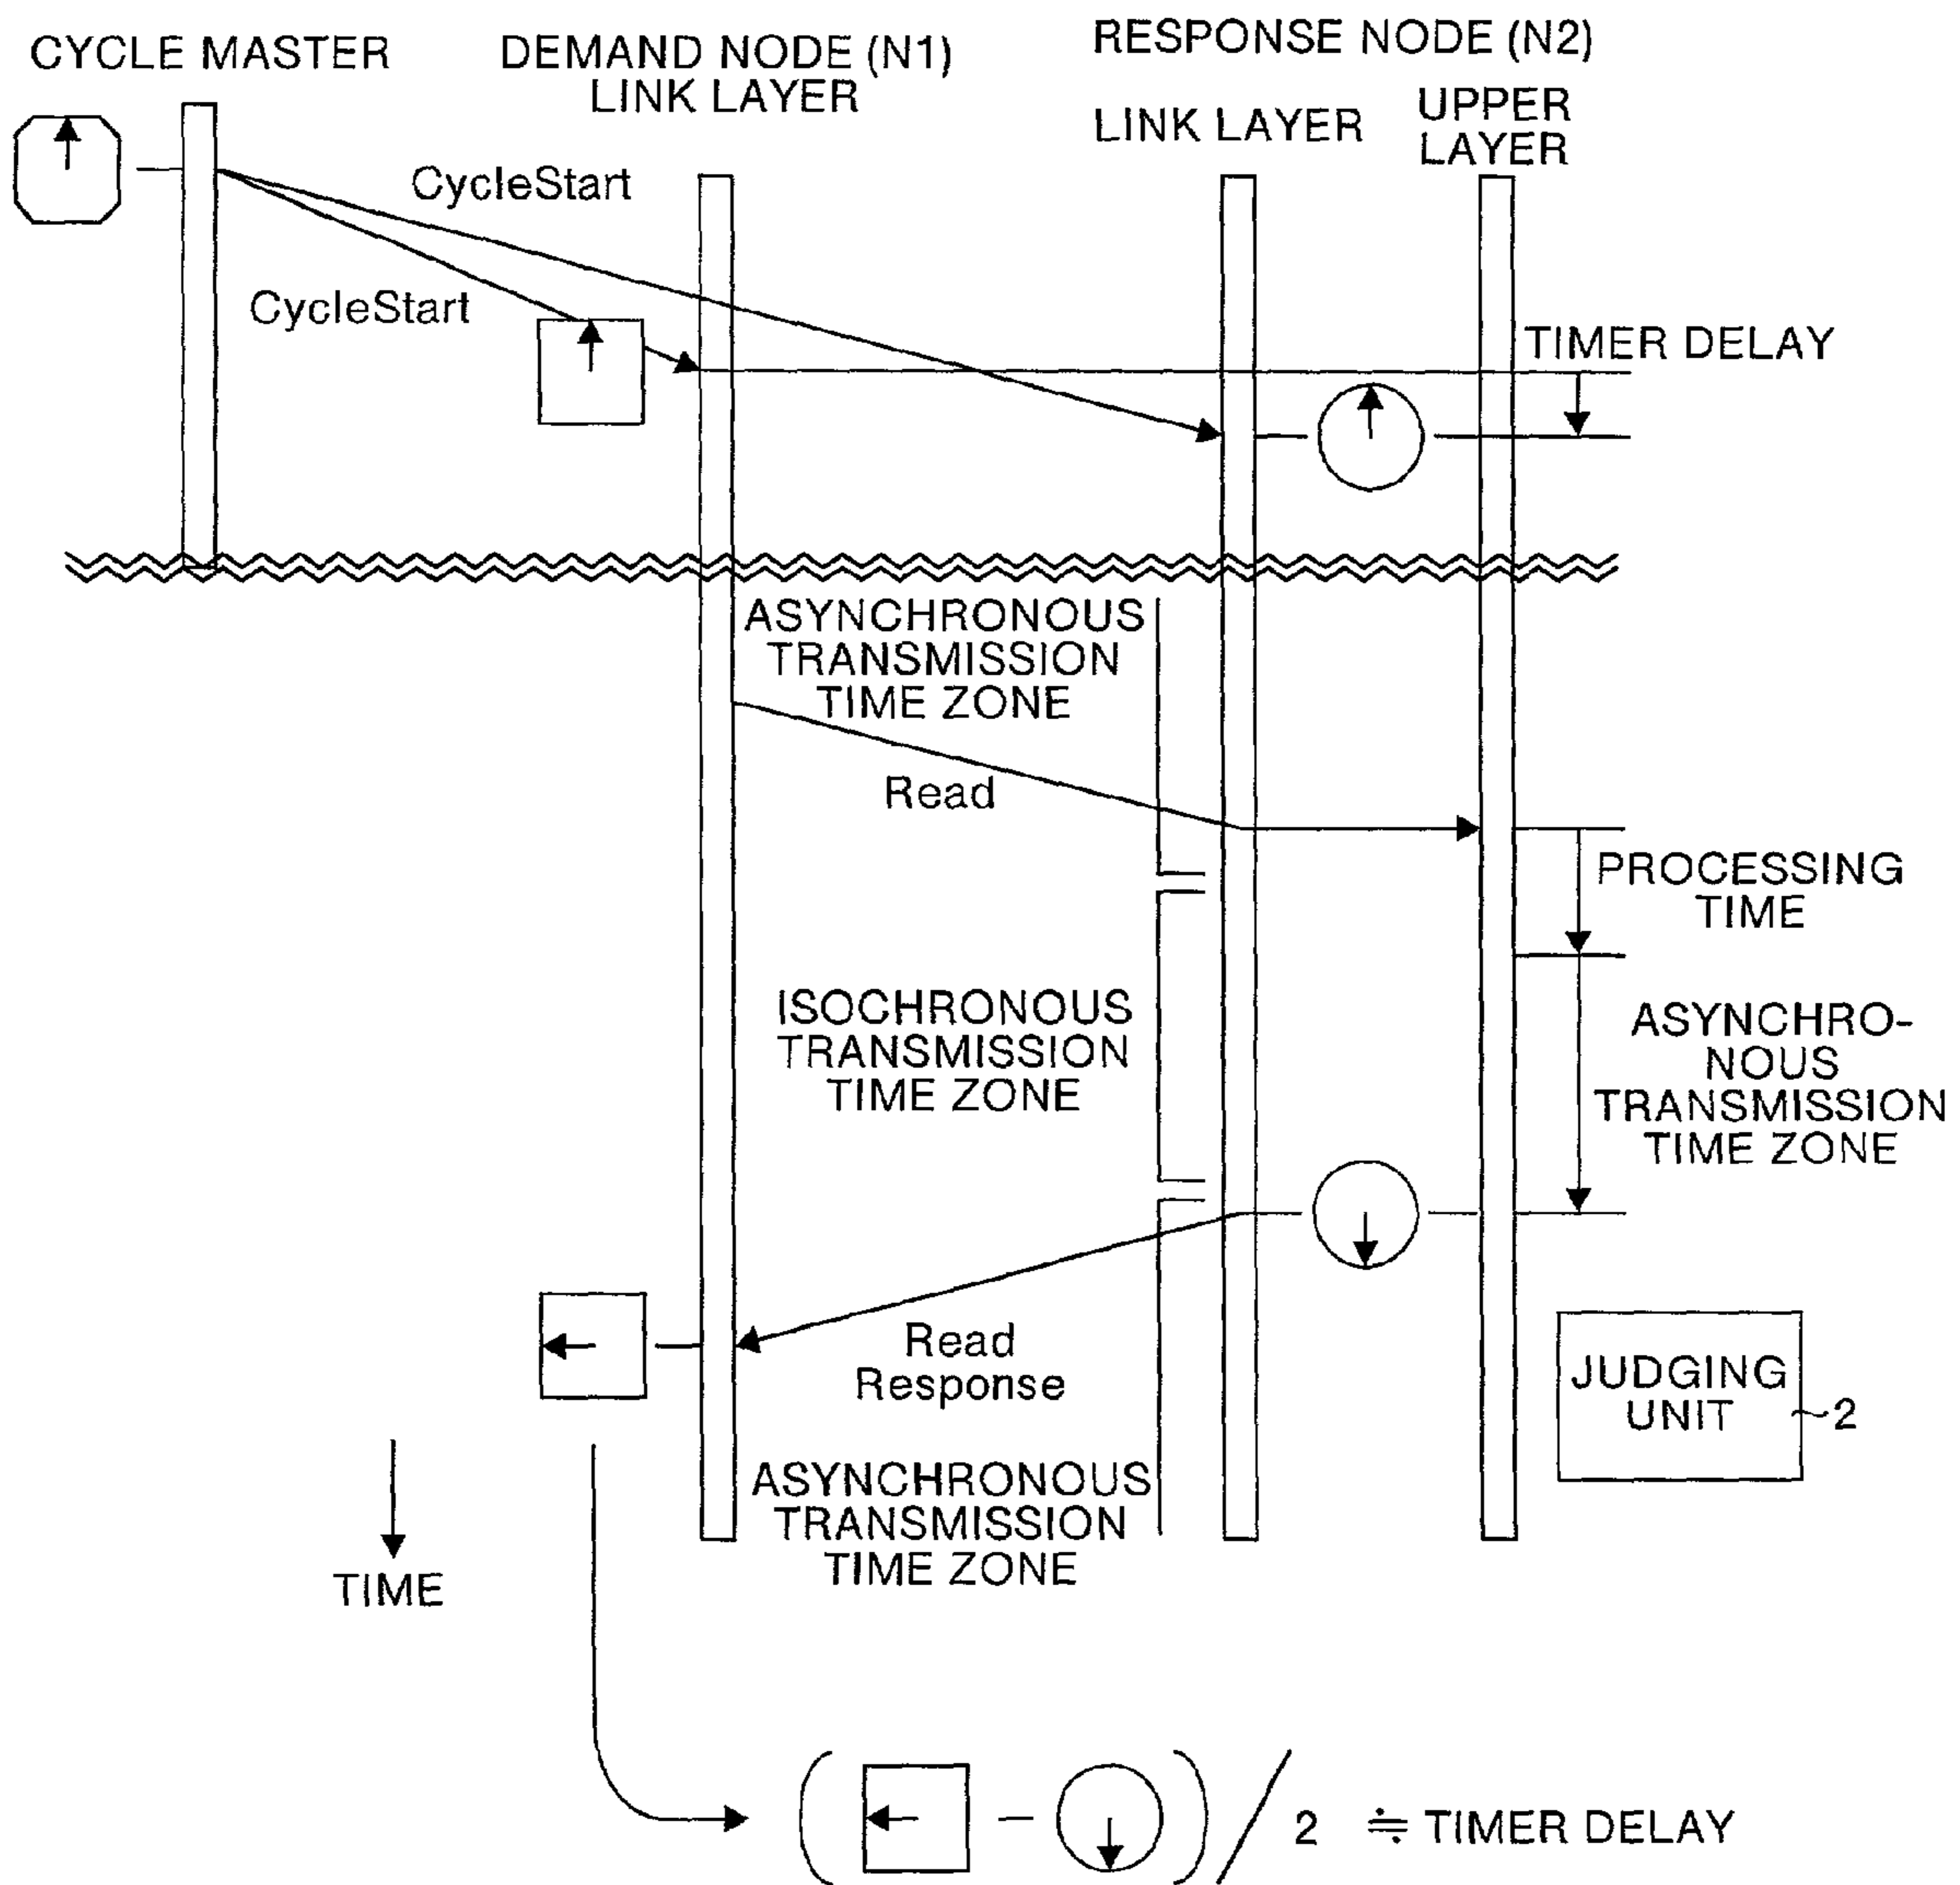 CYCLE MASTER
DEMAND NODE (N1)
LINK LAYER
RESPONSE NODE (N2)
LINK LAYER
UPPER
LAYER
CycleStart
CycleStart
TIMER DELAY
ASYNCHRONOUS
TRANSMISSION
TIME ZONE
Read
PROCESSING
TIME
ISOCHRONOUS
TRANSMISSION
TIME ZONE
ASYNCHRO-
NOUS
TRANSMISSION
TIME ZONE
Read
Response
JUDGING
UNIT
2
ASYNCHRONOUS
TRANSMISSION
TIME ZONE
TIME
( − ) / 2 ≒ TIMER DELAY